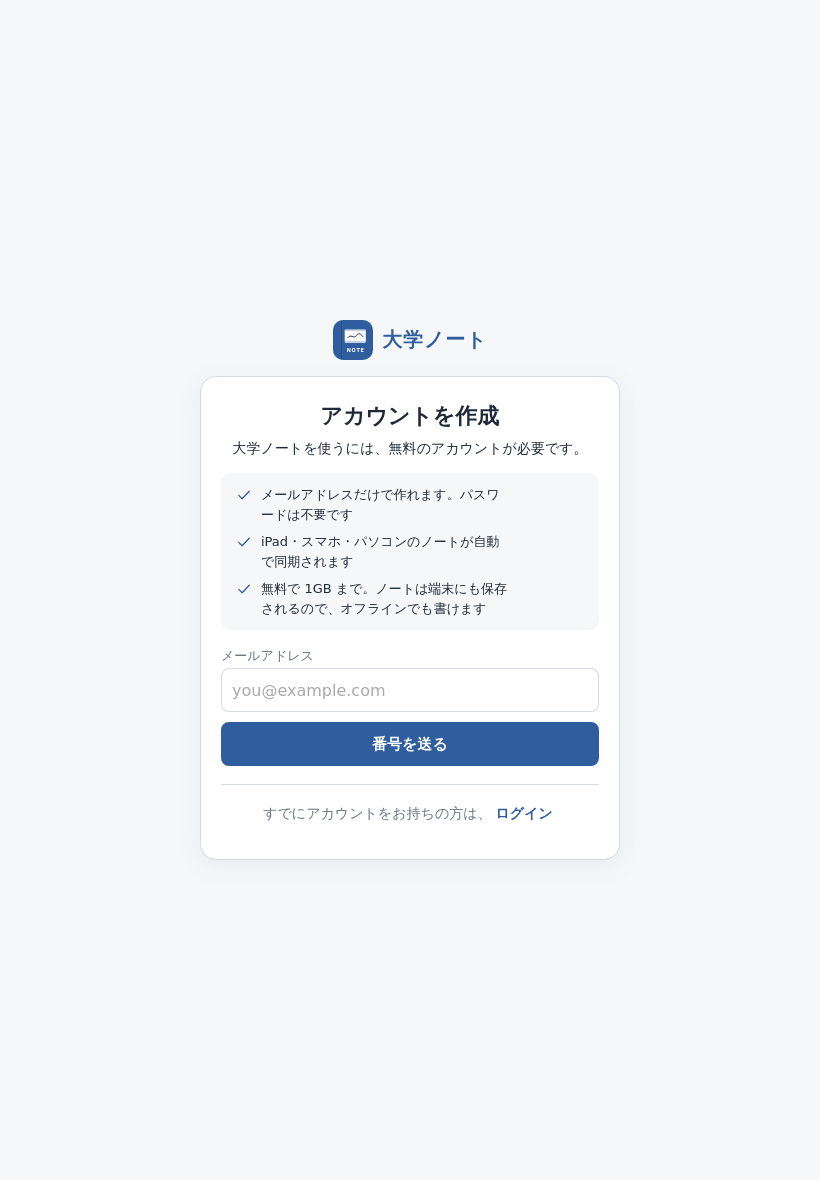 NOTE
大学ノート
アカウントを作成
大学ノートを使うには、無料のアカウントが必要です。
メールアドレスだけで作れます。パスワ
ードは不要です
iPad・スマホ・パソコンのノートが自動
で同期されます
無料で 1GB まで。ノートは端末にも保存
されるので、オフラインでも書けます
メールアドレス
you@example.com
番号を送る
すでにアカウントをお持ちの方は、 ログイン